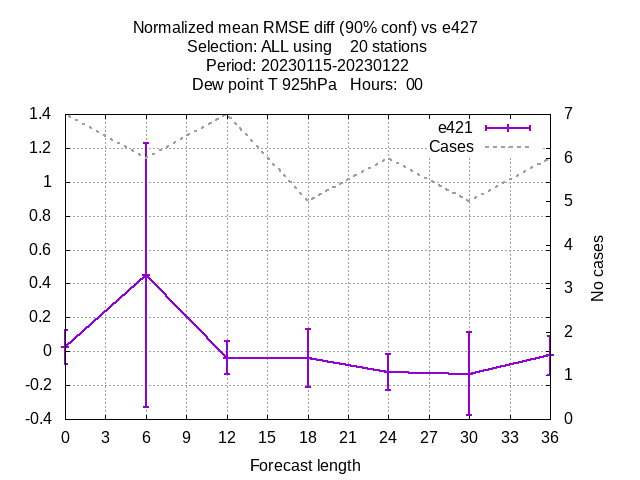 Normalized mean RMSE diff (90% conf) vs e427
Selection: ALL using    20 stations
Period: 20230115-20230122
Dew point T 925hPa   Hours:  00
e421
Cases
1.4
1.2
1
0.8
0.6
0.4
0.2
0
-0.2
-0.4
7
6
5
4
3
2
1
0
No cases
0 3 6 9 12 15 18 21 24 27 30 33 36
Forecast length